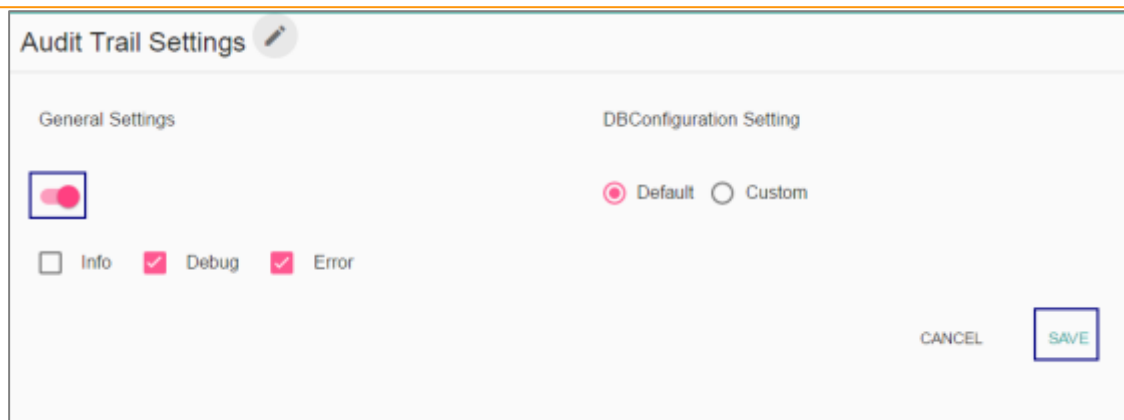 Audit Trail Settings
General Settings
DBConfiguration Setting
Default Custom
Info Debug Error
CANCEL SAVE